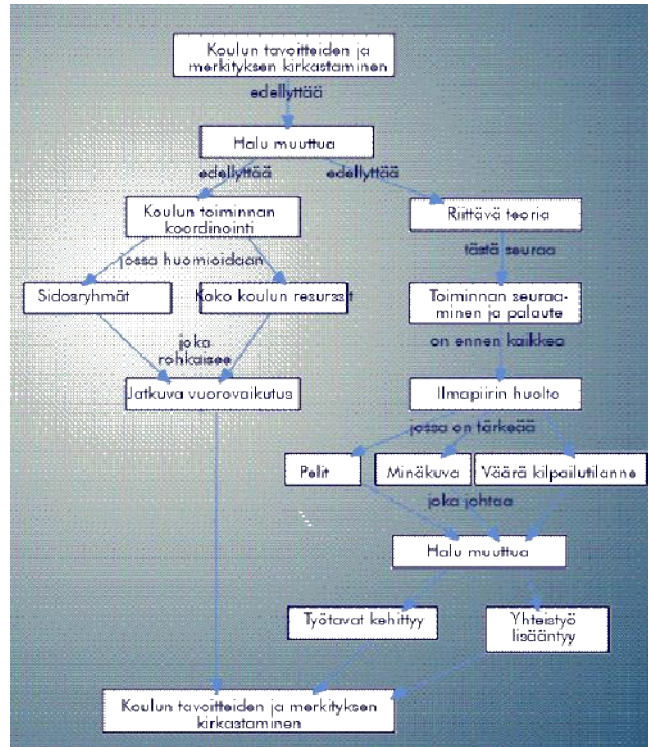 Koulun tavoitteiden ja
merkityksen kirkastaminen
edellyttää
Halu muuttua
edellyttää
edellyttää
Koulun toiminnan
koordinointi
Riittävä teoria
jossa huomioidaan
tästä seuraa
Sidosryhmät
Koko koulun resurssit
Toiminnan seuraa-
minen ja palaute
joka
rohkaisee
on ennen kaikkea
Jatkuva vuorovaikutus
Ilmapiirin huolto
jossa on tärkeää
Pelit
Minäkuva
Väärä kilpailutilanne
joka johtaa
Halu muuttua
Työtavat kehittyy
Yhteistyö
lisääntyy
Koulun tavoitteiden ja merkityksen
kirkastaminen